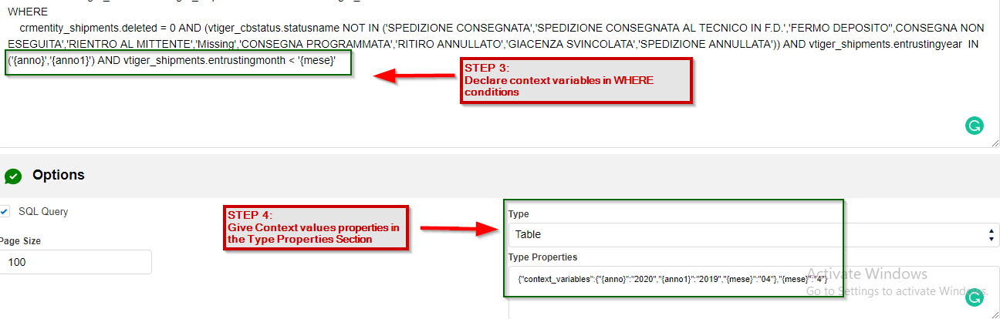 WHERE
crmentity_shipments.deleted = 0 AND (vtiger_cbstatus.statusname NOT IN ('SPEDIZIONE CONSEGNATA','SPEDIZIONE CONSEGNATA AL TECNICO IN F.D.','FERMO DEPOSITO",CONSEGNA NON
ESEGUITA','RIENTRO AL MITTENTE','Missing','CONSEGNA PROGRAMMATA','RITIRO ANNULLATO','GIACENZA SVINCOLATA','SPEDIZIONE ANNULLATA')) AND vtiger_shipments.entrustingyear IN
('{anno}','{anno1}') AND vtiger_shipments.entrustingmonth < '{mese}'
STEP 3:
Declare context variables in WHERE
conditions
Options
SQL Query
Page Size
100
STEP 4:
Give Context values properties in
the Type Properties Section
Type
Table
Type Properties
{"context_variables":{"{anno}":"2020","{anno1}":"2019","{mese}":"04"},"{mese}":"4"}
Activate Windows
Go to Settings to activate Windows.